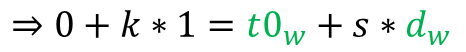 ⇒ 0 + k * 1 = t0_w + s * d_w